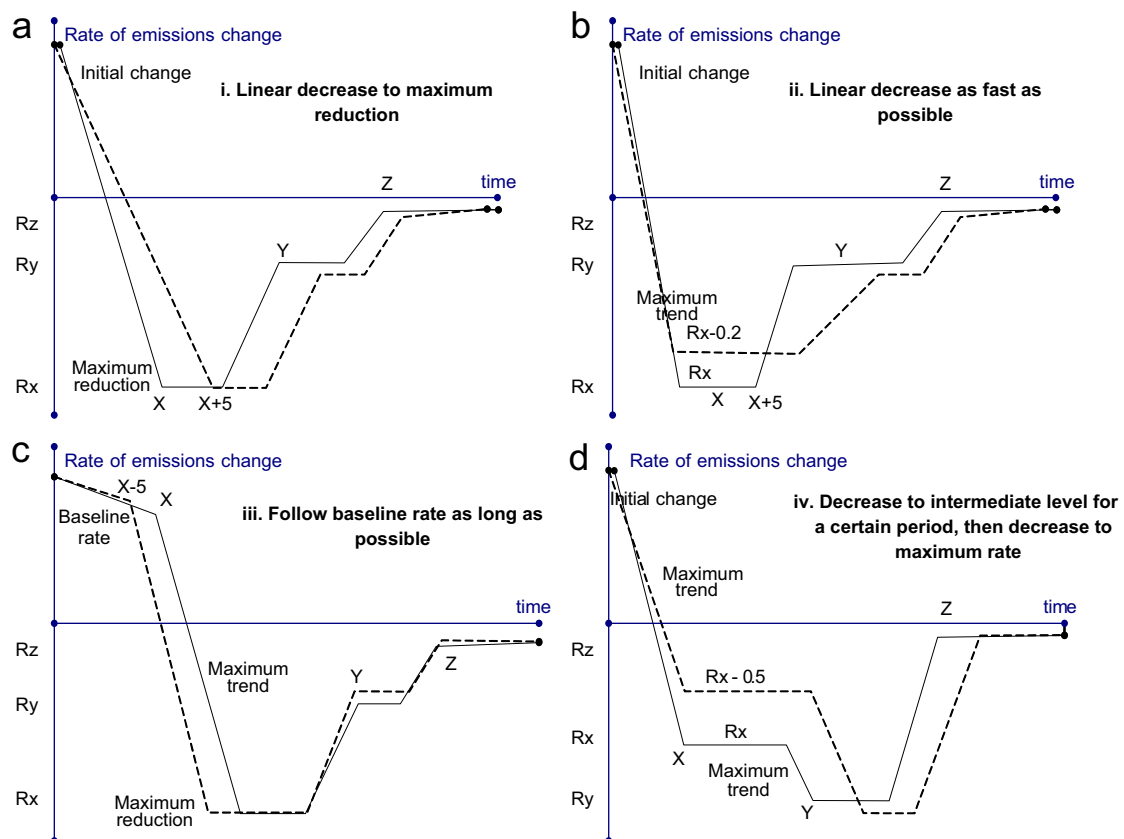 a
Rate of emissions change
Initial change
i. Linear decrease to maximum
reduction
Z
time
Rz
Ry
Y
Maximum
reduction
Rx
X
X+5
b
Rate of emissions change
Initial change
ii. Linear decrease as fast as
possible
Z
time
Rz
Ry
Y
Maximum
trend
Rx-0.2
Rx
Rx
X
X+5
c
Rate of emissions change
X-5
X
Baseline
rate
iii. Follow baseline rate as long as
possible
time
Rz
Maximum
trend
Y
Z
Ry
Rx
Maximum
reduction
d
Rate of emissions change
Initial change
iv. Decrease to intermediate level for
a certain period, then decrease to
maximum rate
Maximum
trend
Z
time
Rz
Rx - 0.5
Rx
Rx
X
Maximum
trend
Ry
Y